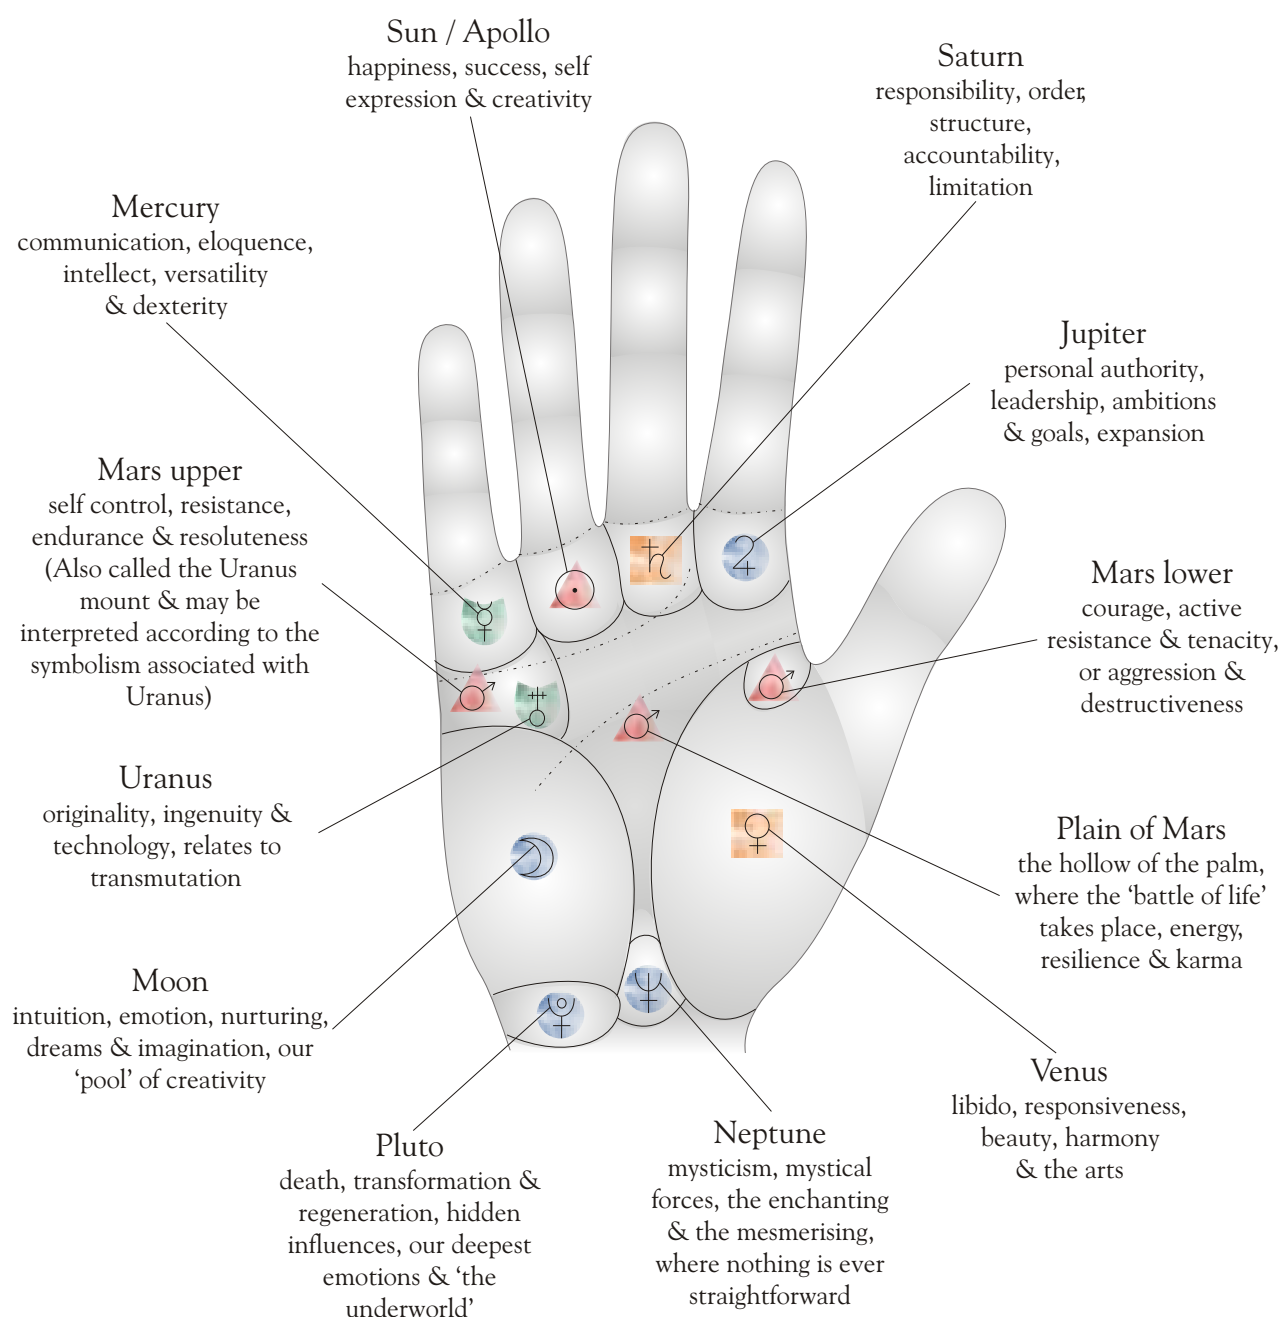 Sun / Apollo
happiness, success, self
expression & creativity
Saturn
responsibility, order,
structure,
accountability,
limitation
Mercury
communication, eloquence,
intellect, versatility
& dexterity
Jupiter
personal authority,
leadership, ambitions
& goals, expansion
Mars upper
self control, resistance,
endurance & resoluteness
(Also called the Uranus
mount & may be
interpreted according to the
symbolism associated with
Uranus)
Mars lower
courage, active
resistance & tenacity,
or aggression &
destructiveness
Uranus
originality, ingenuity &
technology, relates to
transmutation
Plain of Mars
the hollow of the palm,
where the ‘battle of life’
takes place, energy,
resilience & karma
Moon
intuition, emotion, nurturing,
dreams & imagination, our
‘pool’ of creativity
Venus
libido, responsiveness,
beauty, harmony
& the arts
Pluto
death, transformation &
regeneration, hidden
influences, our deepest
emotions & ‘the
underworld’
Neptune
mysticism, mystical
forces, the enchanting
& the mesmerising,
where nothing is ever
straightforward